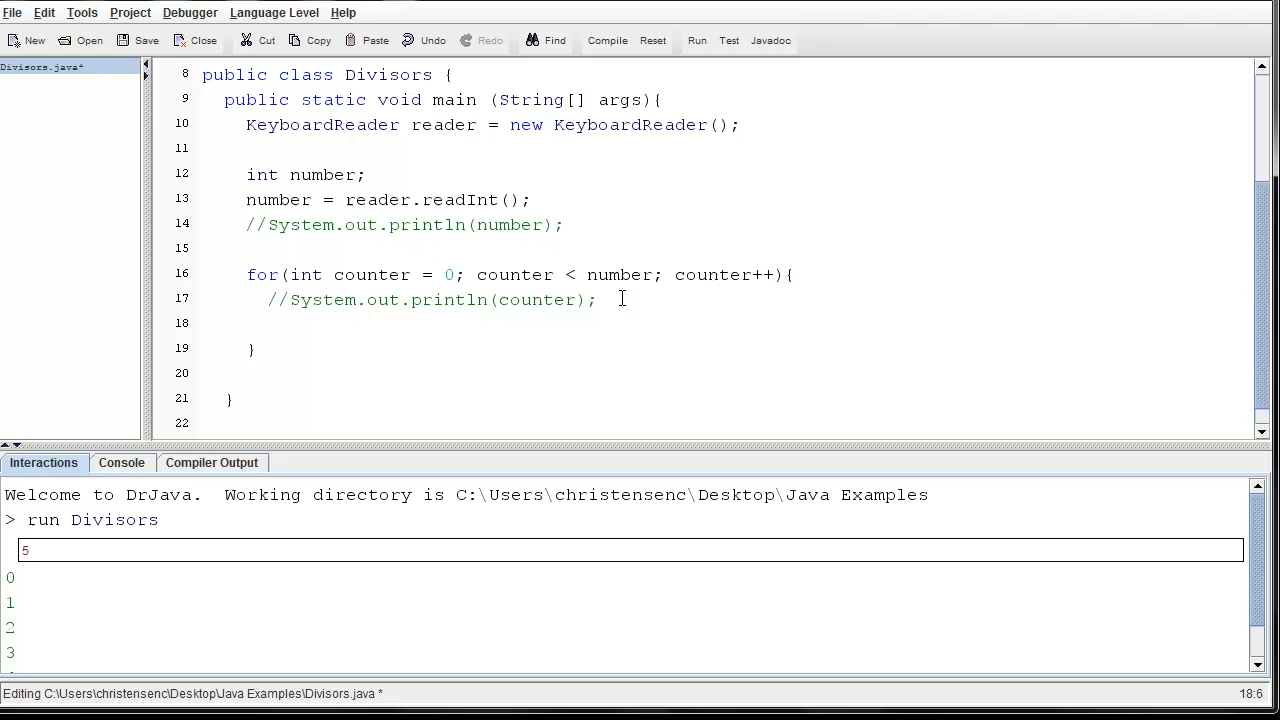 File Edit Tools Project Debugger Language Level Help
New Open Save Close Cut Copy Paste Undo Redo Find Compile Reset Run Test Javadoc
Divisors.java*
8 public class Divisors {
9 public static void main (String[] args){
10 KeyboardReader reader = new KeyboardReader();
11
12 int number;
13 number = reader.readInt();
14 //System.out.println(number);
15
16 for(int counter = 0; counter < number; counter++){
17 //System.out.println(counter);
18
19 }
20
21 }
22
Interactions Console Compiler Output
Welcome to DrJava.  Working directory is C:\Users\christensenc\Desktop\Java Examples
> run Divisors
5
0
1
2
3
Editing C:\Users\christensenc\Desktop\Java Examples\Divisors.java * 18:6